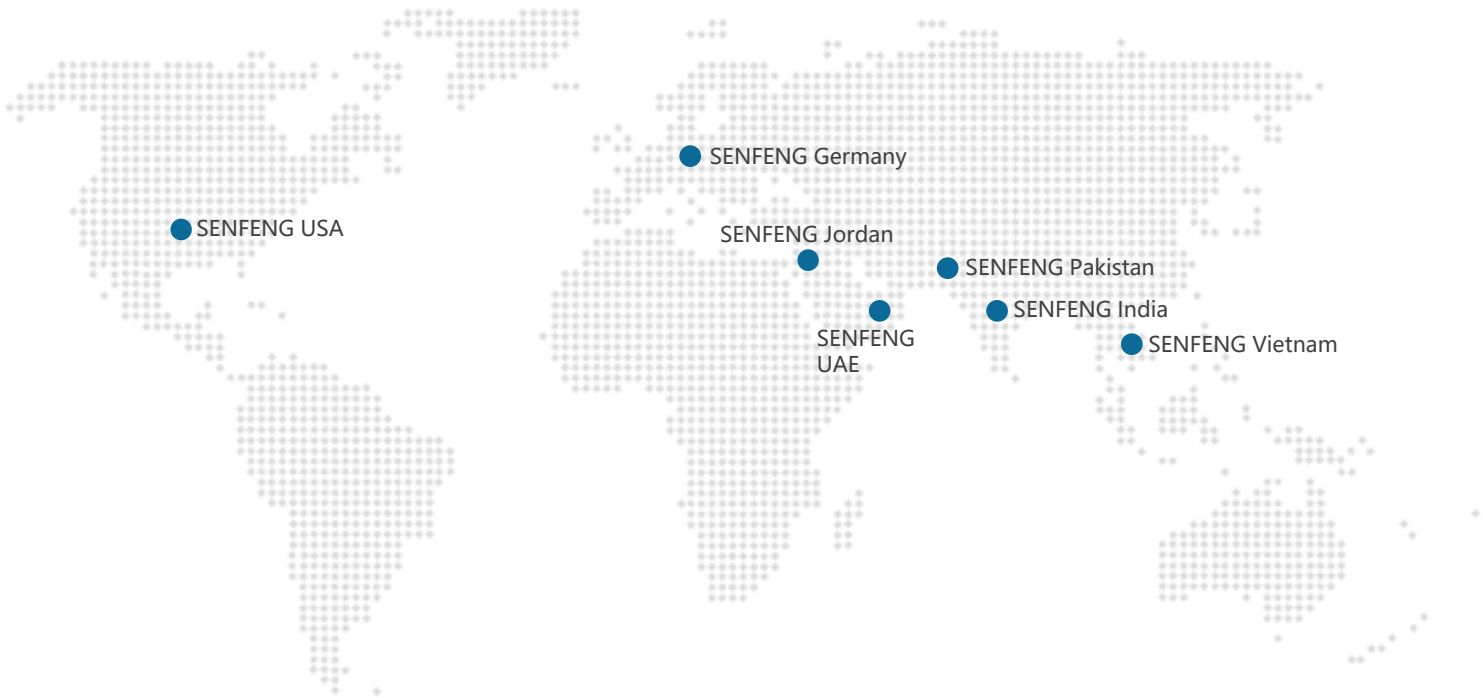 SENFENG Germany
SENFENG USA
SENFENG Jordan
SENFENG Pakistan
SENFENG India
SENFENG
UAE
SENFENG Vietnam